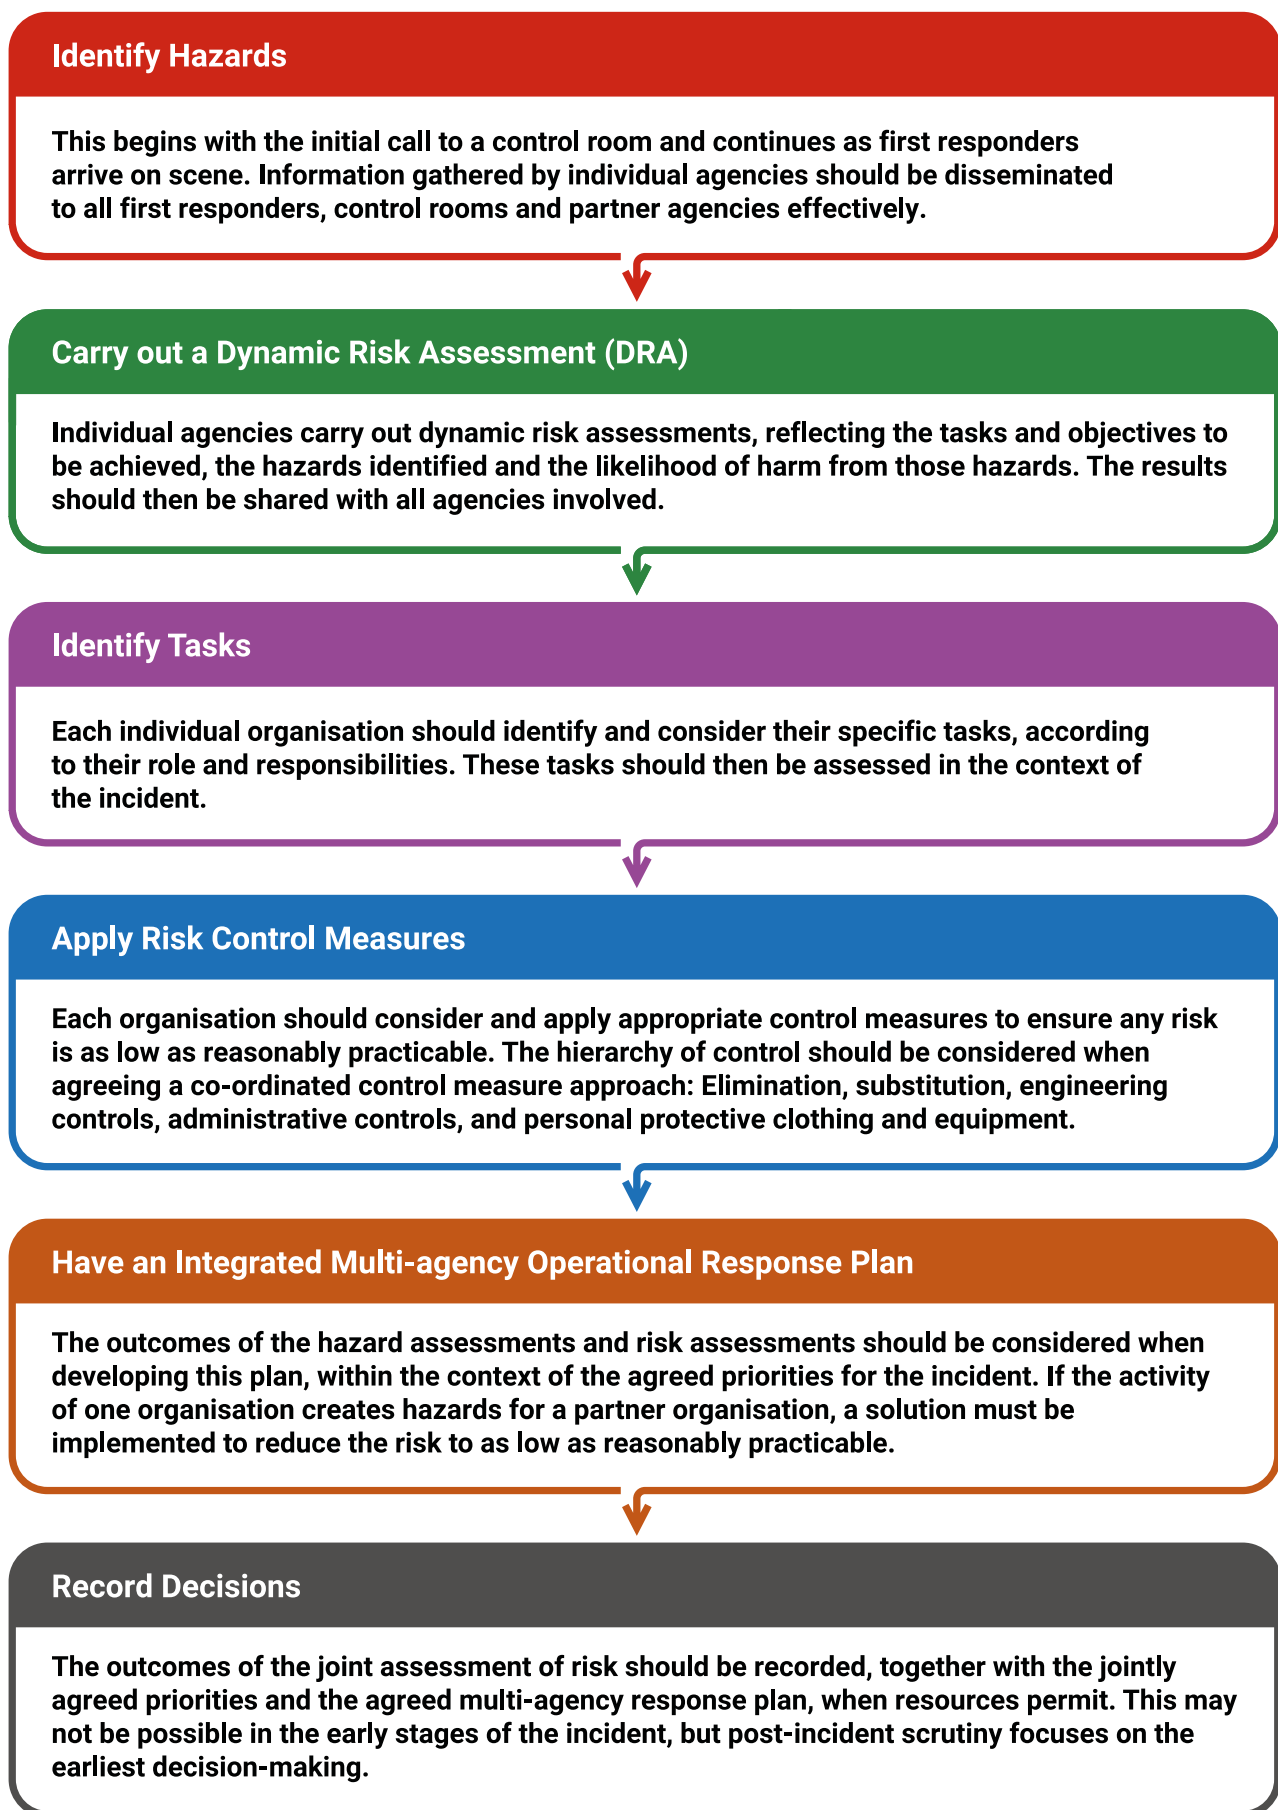 Identify Hazards
This begins with the initial call to a control room and continues as first responders
arrive on scene. Information gathered by individual agencies should be disseminated
to all first responders, control rooms and partner agencies effectively.
Carry out a Dynamic Risk Assessment (DRA)
Individual agencies carry out dynamic risk assessments, reflecting the tasks and objectives to
be achieved, the hazards identified and the likelihood of harm from those hazards. The results
should then be shared with all agencies involved.
Identify Tasks
Each individual organisation should identify and consider their specific tasks, according
to their role and responsibilities. These tasks should then be assessed in the context of
the incident.
Apply Risk Control Measures
Each organisation should consider and apply appropriate control measures to ensure any risk
is as low as reasonably practicable. The hierarchy of control should be considered when
agreeing a co-ordinated control measure approach: Elimination, substitution, engineering
controls, administrative controls, and personal protective clothing and equipment.
Have an Integrated Multi-agency Operational Response Plan
The outcomes of the hazard assessments and risk assessments should be considered when
developing this plan, within the context of the agreed priorities for the incident. If the activity
of one organisation creates hazards for a partner organisation, a solution must be
implemented to reduce the risk to as low as reasonably practicable.
Record Decisions
The outcomes of the joint assessment of risk should be recorded, together with the jointly
agreed priorities and the agreed multi-agency response plan, when resources permit. This may
not be possible in the early stages of the incident, but post-incident scrutiny focuses on the
earliest decision-making.